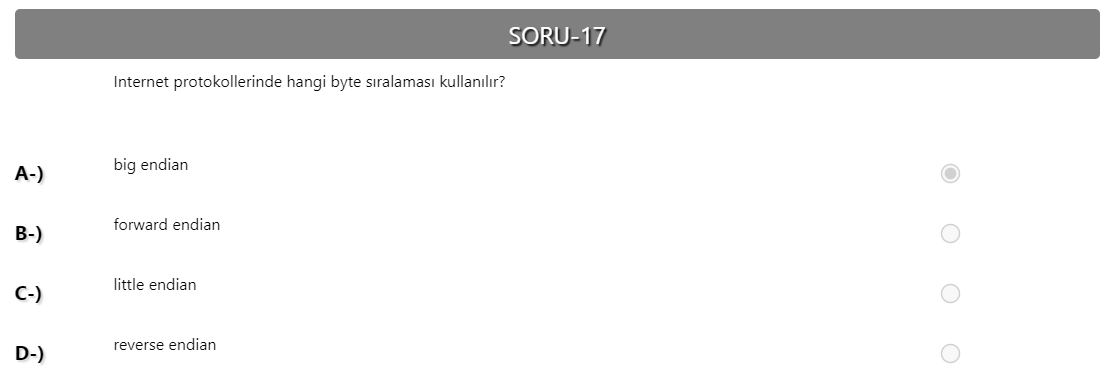 SORU-17
Internet protokollerinde hangi byte sıralaması kullanılır?
A-) big endian
B-) forward endian
C-) little endian
D-) reverse endian